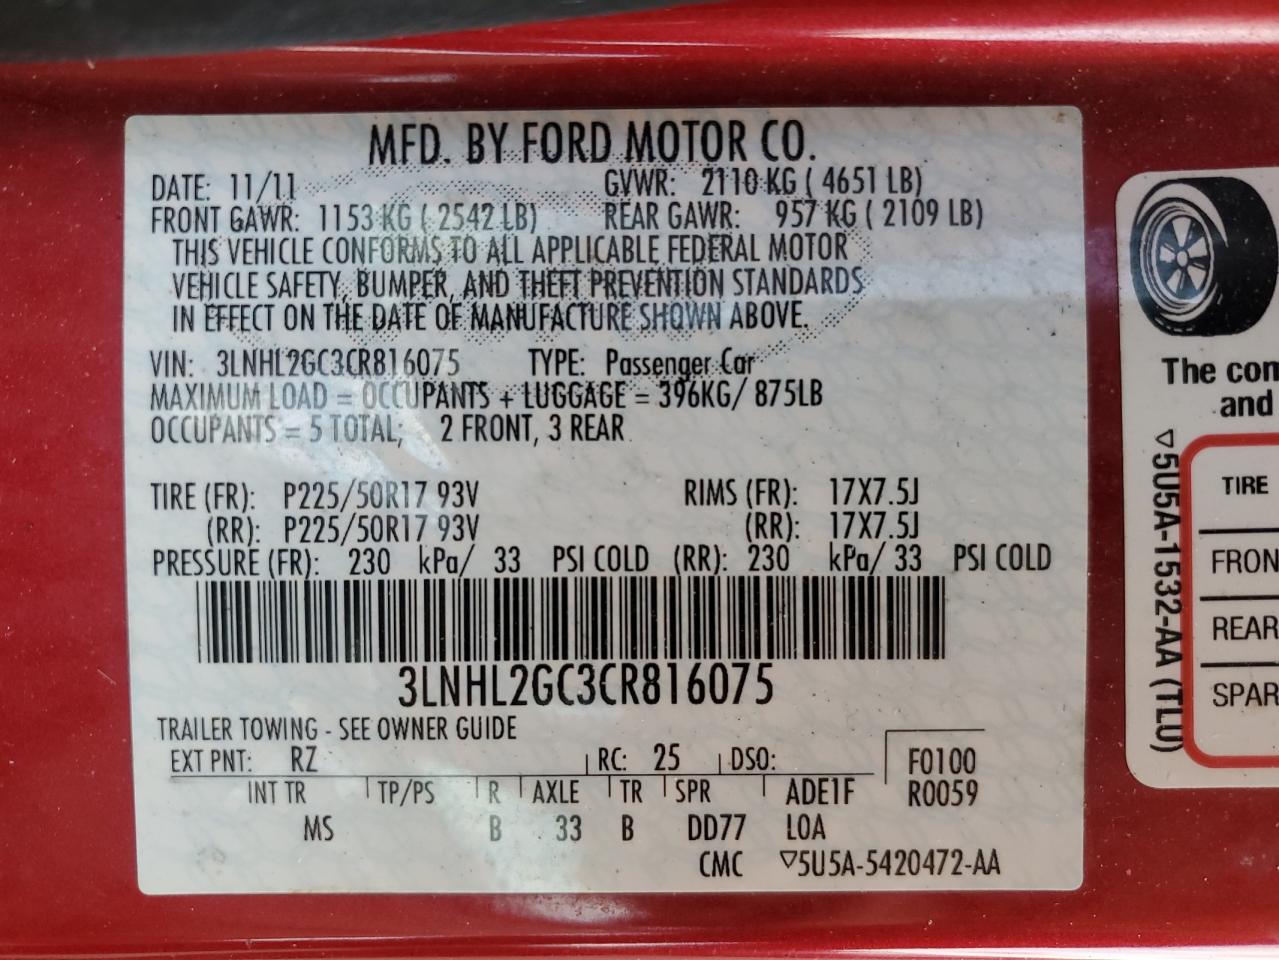 MFD. BY FORD MOTOR CO.
DATE: 11/11 GVWR: 2110 KG ( 4651 LB)
FRONT GAWR: 1153 KG ( 2542 LB) REAR GAWR: 957 KG ( 2109 LB)
THIS VEHICLE CONFORMS TO ALL APPLICABLE FEDERAL MOTOR
VEHICLE SAFETY, BUMPER, AND THEFT PREVENTION STANDARDS
IN EFFECT ON THE DATE OF MANUFACTURE SHOWN ABOVE.
VIN: 3LNHL2GC3CR816075 TYPE: Passenger Car
MAXIMUM LOAD = OCCUPANTS + LUGGAGE = 396KG/ 875LB
OCCUPANTS = 5 TOTAL; 2 FRONT, 3 REAR
TIRE (FR): P225/50R17 93V RIMS (FR): 17X7.5J
(RR): P225/50R17 93V (RR): 17X7.5J
PRESSURE (FR): 230 kPa/ 33 PSI COLD (RR): 230 kPa/ 33 PSI COLD
3LNHL2GC3CR816075
TRAILER TOWING - SEE OWNER GUIDE
EXT PNT: RZ RC: 25 DSO: F0100
INT TR TP/PS R AXLE TR SPR ADE1F R0059
MS B 33 B DD77 LOA
CMC ▽5U5A-5420472-AA
The con
and
▽5U5A-1532-AA (TLU)
TIRE
FRON
REAR
SPAR